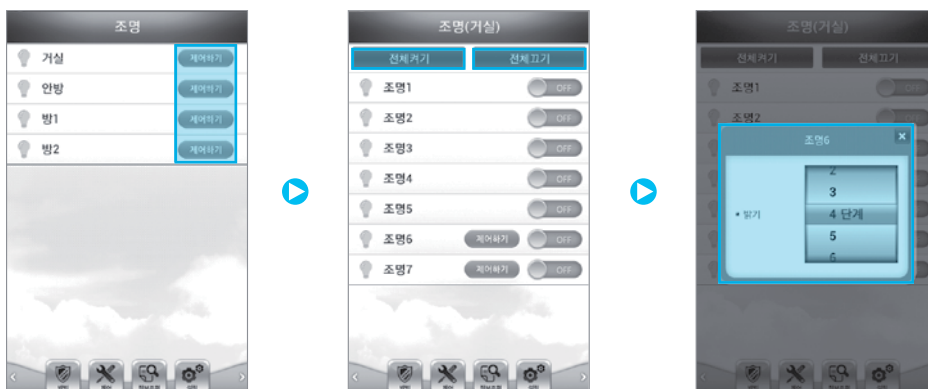 조명
거실 제어하기
안방 제어하기
방1 제어하기
방2 제어하기
조명(거실)
전체켜기 전체끄기
조명1 OFF
조명2 OFF
조명3 OFF
조명4 OFF
조명5 OFF
조명6 제어하기 OFF
조명7 제어하기 OFF
조명(거실)
전체켜기 전체끄기
조명1 OFF
조명2
조명6
2
3
* 밝기 4 단계
5
6